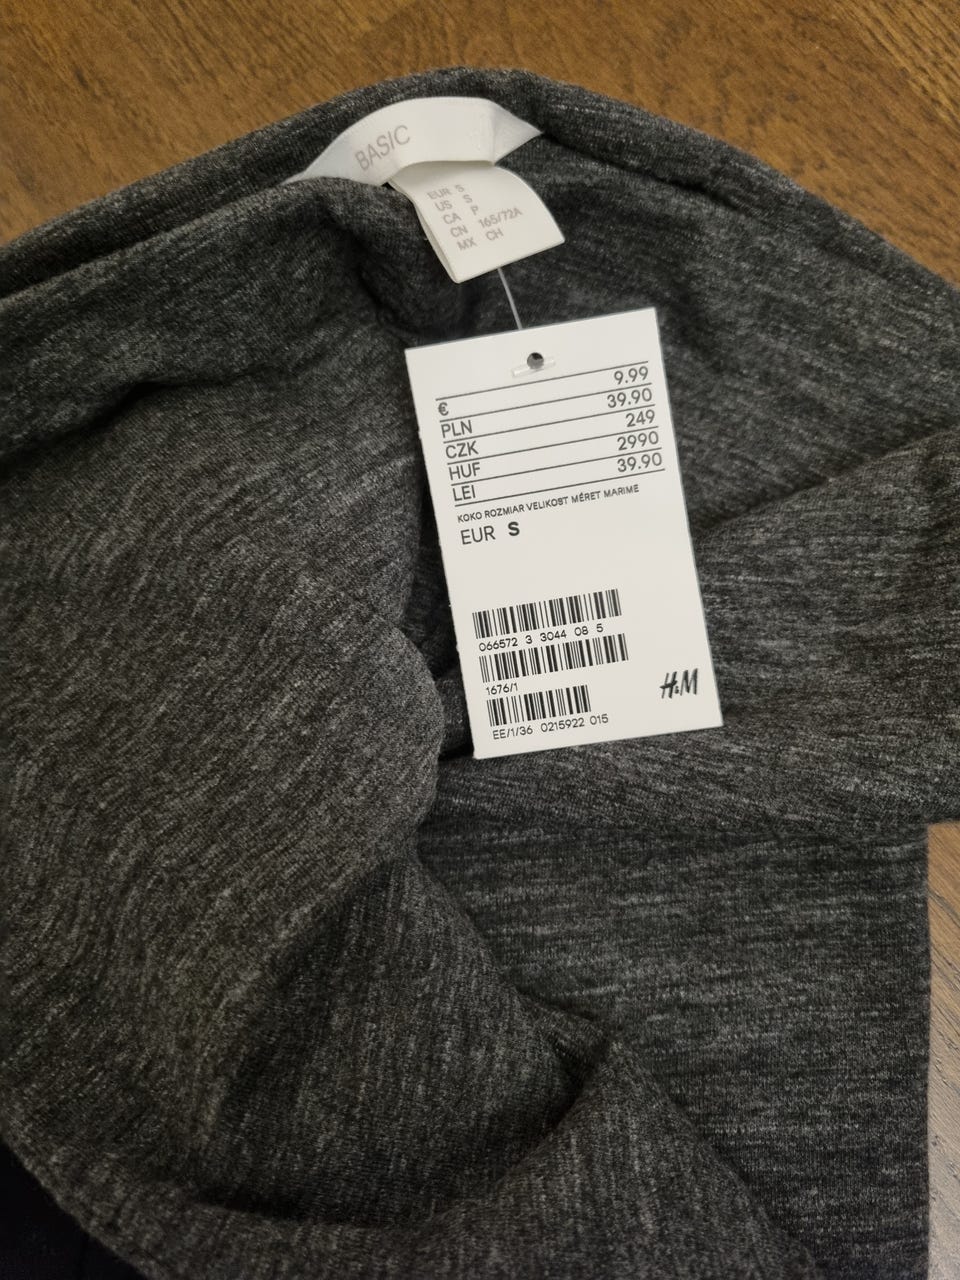 BASIC
EUR S
US S
CA P
CN 165/72A
MX CH
€ 9.99
PLN 39.90
CZK 249
HUF 2990
LEI 39.90
KOKO ROZMIAR VELIKOST MÉRET MARIME
EUR S
066572 3 3044 08 5
1676/1
H&M
EE/1/36 0215922 015